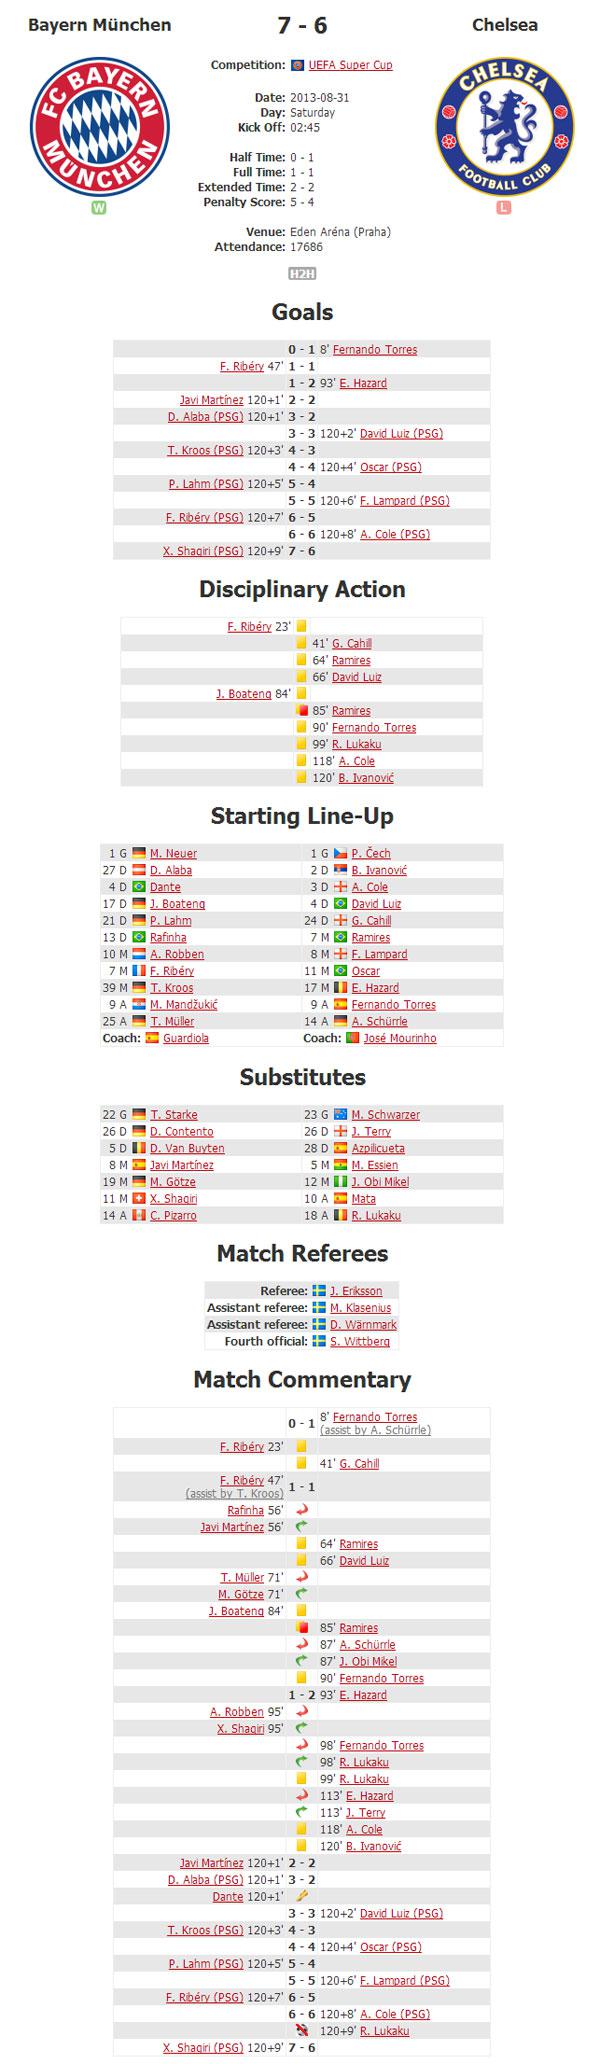 Bayern München 7 - 6 Chelsea
Competition: UEFA Super Cup
FC BAYERN MÜNCHEN
CHELSEA FOOTBALL CLUB
Date: 2013-08-31
Day: Saturday
Kick Off: 02:45
Half Time: 0 - 1
Full Time: 1 - 1
Extended Time: 2 - 2
Penalty Score: 5 - 4
W L
Venue: Eden Aréna (Praha)
Attendance: 17686
H2H
Goals
0 - 1 8' Fernando Torres
F. Ribéry 47' 1 - 1
1 - 2 93' E. Hazard
Javi Martínez 120+1' 2 - 2
D. Alaba (PSG) 120+1' 3 - 2
3 - 3 120+2' David Luiz (PSG)
T. Kroos (PSG) 120+3' 4 - 3
4 - 4 120+4' Oscar (PSG)
P. Lahm (PSG) 120+5' 5 - 4
5 - 5 120+6' F. Lampard (PSG)
F. Ribéry (PSG) 120+7' 6 - 5
6 - 6 120+8' A. Cole (PSG)
X. Shaqiri (PSG) 120+9' 7 - 6
Disciplinary Action
F. Ribéry 23'
41' G. Cahill
64' Ramires
66' David Luiz
J. Boateng 84'
85' Ramires
90' Fernando Torres
99' R. Lukaku
118' A. Cole
120' B. Ivanović
Starting Line-Up
1 G M. Neuer 1 G P. Čech
27 D D. Alaba 2 D B. Ivanović
4 D Dante 3 D A. Cole
17 D J. Boateng 4 D David Luiz
21 D P. Lahm 24 D G. Cahill
13 D Rafinha 7 M Ramires
10 M A. Robben 8 M F. Lampard
7 M F. Ribéry 11 M Oscar
39 M T. Kroos 17 M E. Hazard
9 A M. Mandžukić 9 A Fernando Torres
25 A T. Müller 14 A A. Schürrle
Coach: Guardiola Coach: José Mourinho
Substitutes
22 G T. Starke 23 G M. Schwarzer
26 D D. Contento 26 D J. Terry
5 D D. Van Buyten 28 D Azpilicueta
8 M Javi Martínez 5 M M. Essien
19 M M. Götze 12 M J. Obi Mikel
11 M X. Shaqiri 10 A Mata
14 A C. Pizarro 18 A R. Lukaku
Match Referees
Referee: J. Eriksson
Assistant referee: M. Klasenius
Assistant referee: D. Wärnmark
Fourth official: S. Wittberg
Match Commentary
0 - 1 8' Fernando Torres
(assist by A. Schürrle)
F. Ribéry 23'
41' G. Cahill
F. Ribéry 47' 1 - 1
(assist by T. Kroos)
Rafinha 56'
Javi Martínez 56'
64' Ramires
66' David Luiz
T. Müller 71'
M. Götze 71'
J. Boateng 84'
85' Ramires
87' A. Schürrle
87' J. Obi Mikel
90' Fernando Torres
1 - 2 93' E. Hazard
A. Robben 95'
X. Shaqiri 95'
98' Fernando Torres
98' R. Lukaku
99' R. Lukaku
113' E. Hazard
113' J. Terry
118' A. Cole
120' B. Ivanović
Javi Martínez 120+1' 2 - 2
D. Alaba (PSG) 120+1' 3 - 2
Dante 120+1'
3 - 3 120+2' David Luiz (PSG)
T. Kroos (PSG) 120+3' 4 - 3
4 - 4 120+4' Oscar (PSG)
P. Lahm (PSG) 120+5' 5 - 4
5 - 5 120+6' F. Lampard (PSG)
F. Ribéry (PSG) 120+7' 6 - 5
6 - 6 120+8' A. Cole (PSG)
120+9' R. Lukaku
X. Shaqiri (PSG) 120+9' 7 - 6